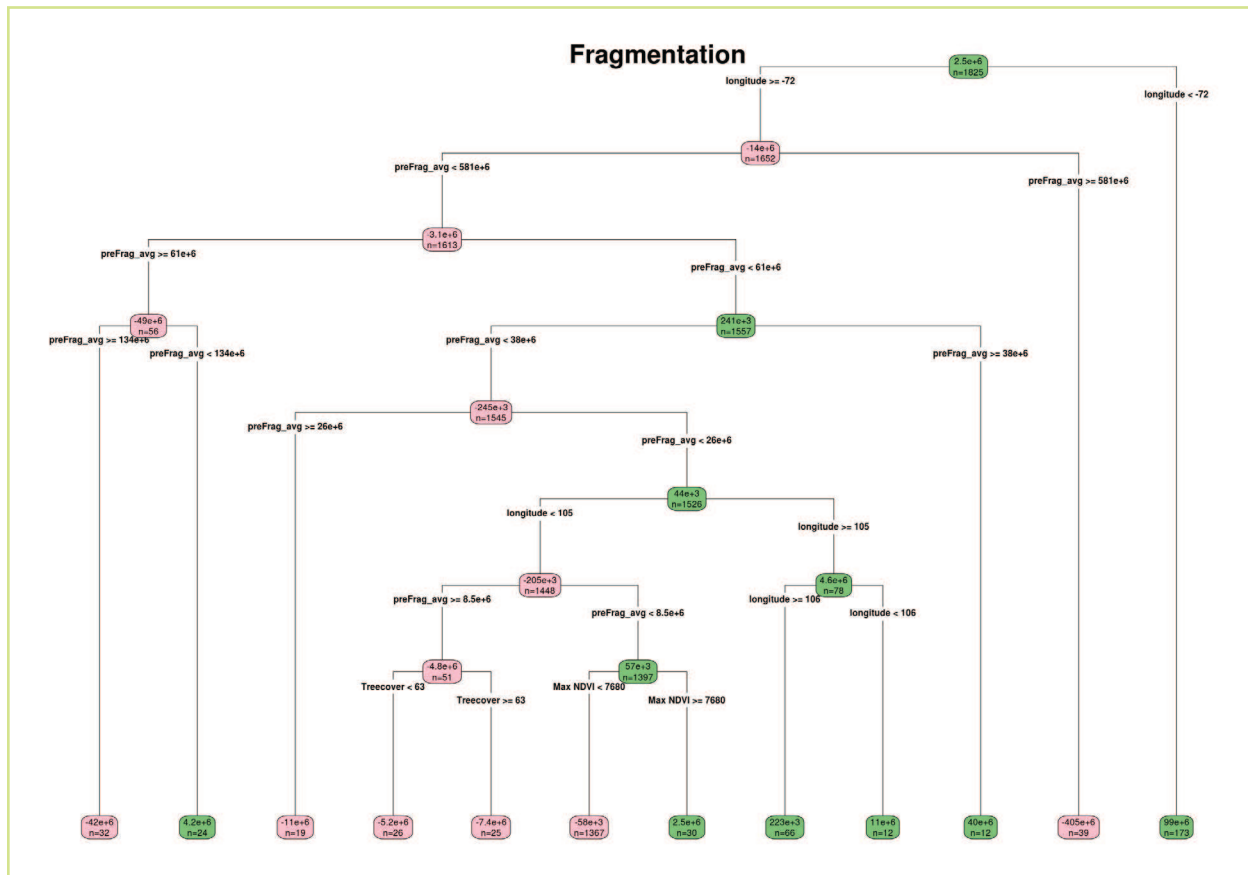 Fragmentation
2.5e+6
n=1825
longitude >= -72
longitude < -72
-14e+6
n=1652
preFrag_avg < 581e+6
preFrag_avg >= 581e+6
-3.1e+6
n=1613
preFrag_avg >= 61e+6
preFrag_avg < 61e+6
-49e+6
n=56
241e+3
n=1557
preFrag_avg >= 134e+6
preFrag_avg < 134e+6
preFrag_avg < 38e+6
preFrag_avg >= 38e+6
-245e+3
n=1545
preFrag_avg >= 26e+6
preFrag_avg < 26e+6
44e+3
n=1526
longitude < 105
longitude >= 105
-205e+3
n=1448
4.6e+6
n=78
preFrag_avg >= 8.5e+6
preFrag_avg < 8.5e+6
longitude >= 106
longitude < 106
-4.8e+6
n=51
57e+3
n=1397
Treecover < 63
Treecover >= 63
Max NDVI < 7680
Max NDVI >= 7680
-42e+6
n=32
4.2e+6
n=24
-11e+6
n=19
-5.2e+6
n=26
-7.4e+6
n=25
-58e+3
n=1367
2.5e+6
n=30
223e+3
n=66
11e+6
n=12
40e+6
n=12
-405e+6
n=39
99e+6
n=173